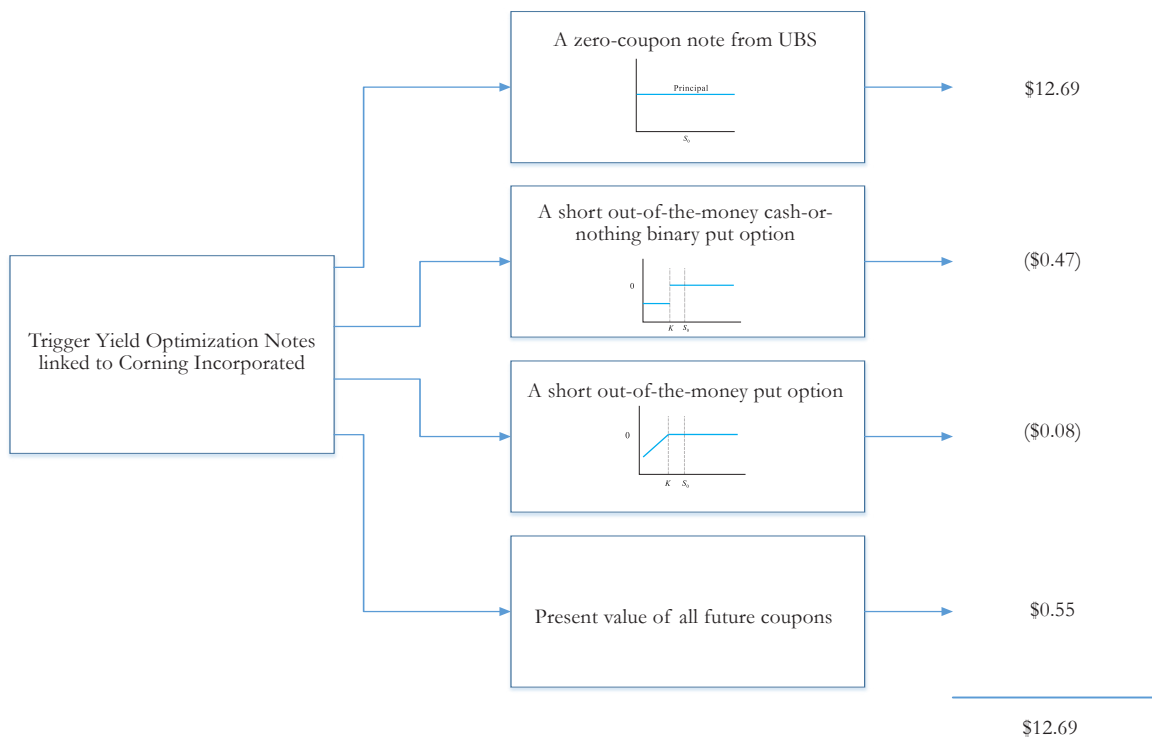 A zero-coupon note from UBS
Principal
S0
$12.69
A short out-of-the-money cash-or-
nothing binary put option
0
K S0
($0.47)
Trigger Yield Optimization Notes
linked to Corning Incorporated
A short out-of-the-money put option
0
K S0
($0.08)
Present value of all future coupons
$0.55
$12.69